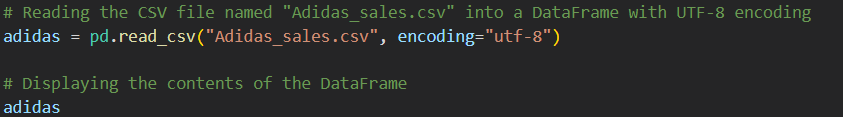 # Reading the CSV file named "Adidas_sales.csv" into a DataFrame with UTF-8 encoding
adidas = pd.read_csv("Adidas_sales.csv", encoding="utf-8")
# Displaying the contents of the DataFrame
adidas